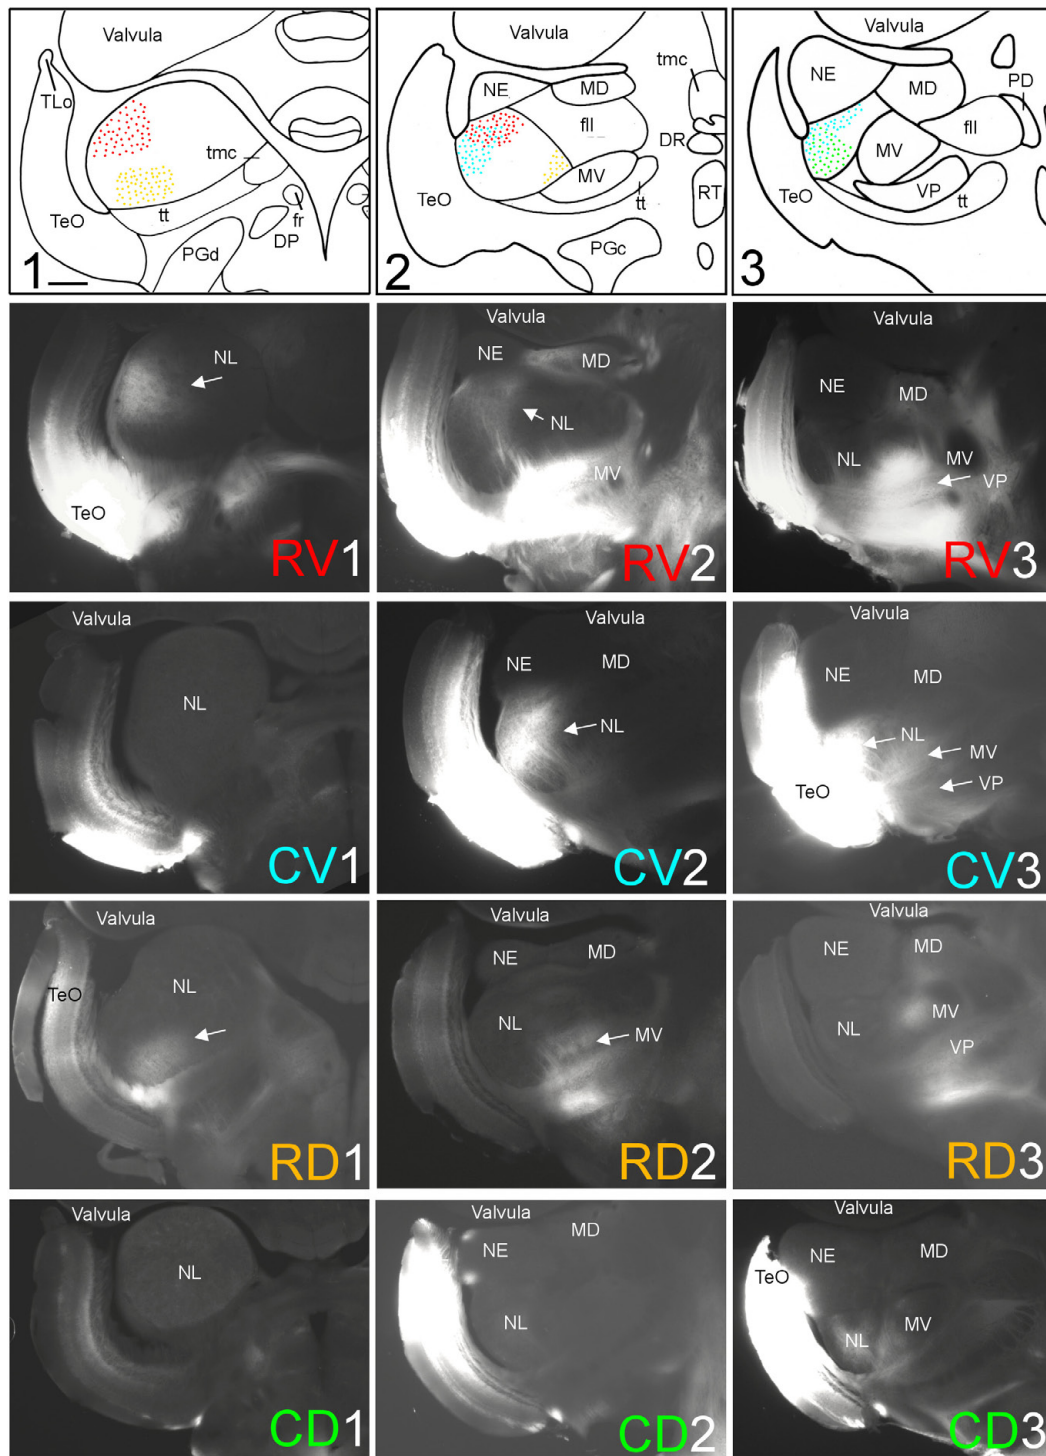 Valvula
TLo
tmc
tt
TeO
fr
DP
PGd
1
Valvula
tmc
NE
MD
fll
DR
MV
TeO
tt
RT
PGc
2
Valvula
NE
MD
PD
fll
MV
VP
TeO
tt
3
NL
TeO
RV1
Valvula
NE
MD
NL
MV
RV2
Valvula
NE
MD
NL
MV
VP
RV3
Valvula
NL
CV1
Valvula
NE
MD
NL
CV2
Valvula
NE
MD
NL
MV
VP
TeO
CV3
Valvula
NL
TeO
RD1
Valvula
NE
MD
NL
MV
RD2
Valvula
NE
MD
MV
NL
VP
RD3
Valvula
NL
CD1
Valvula
MD
NE
NL
CD2
Valvula
NE
MD
TeO
MV
NL
CD3